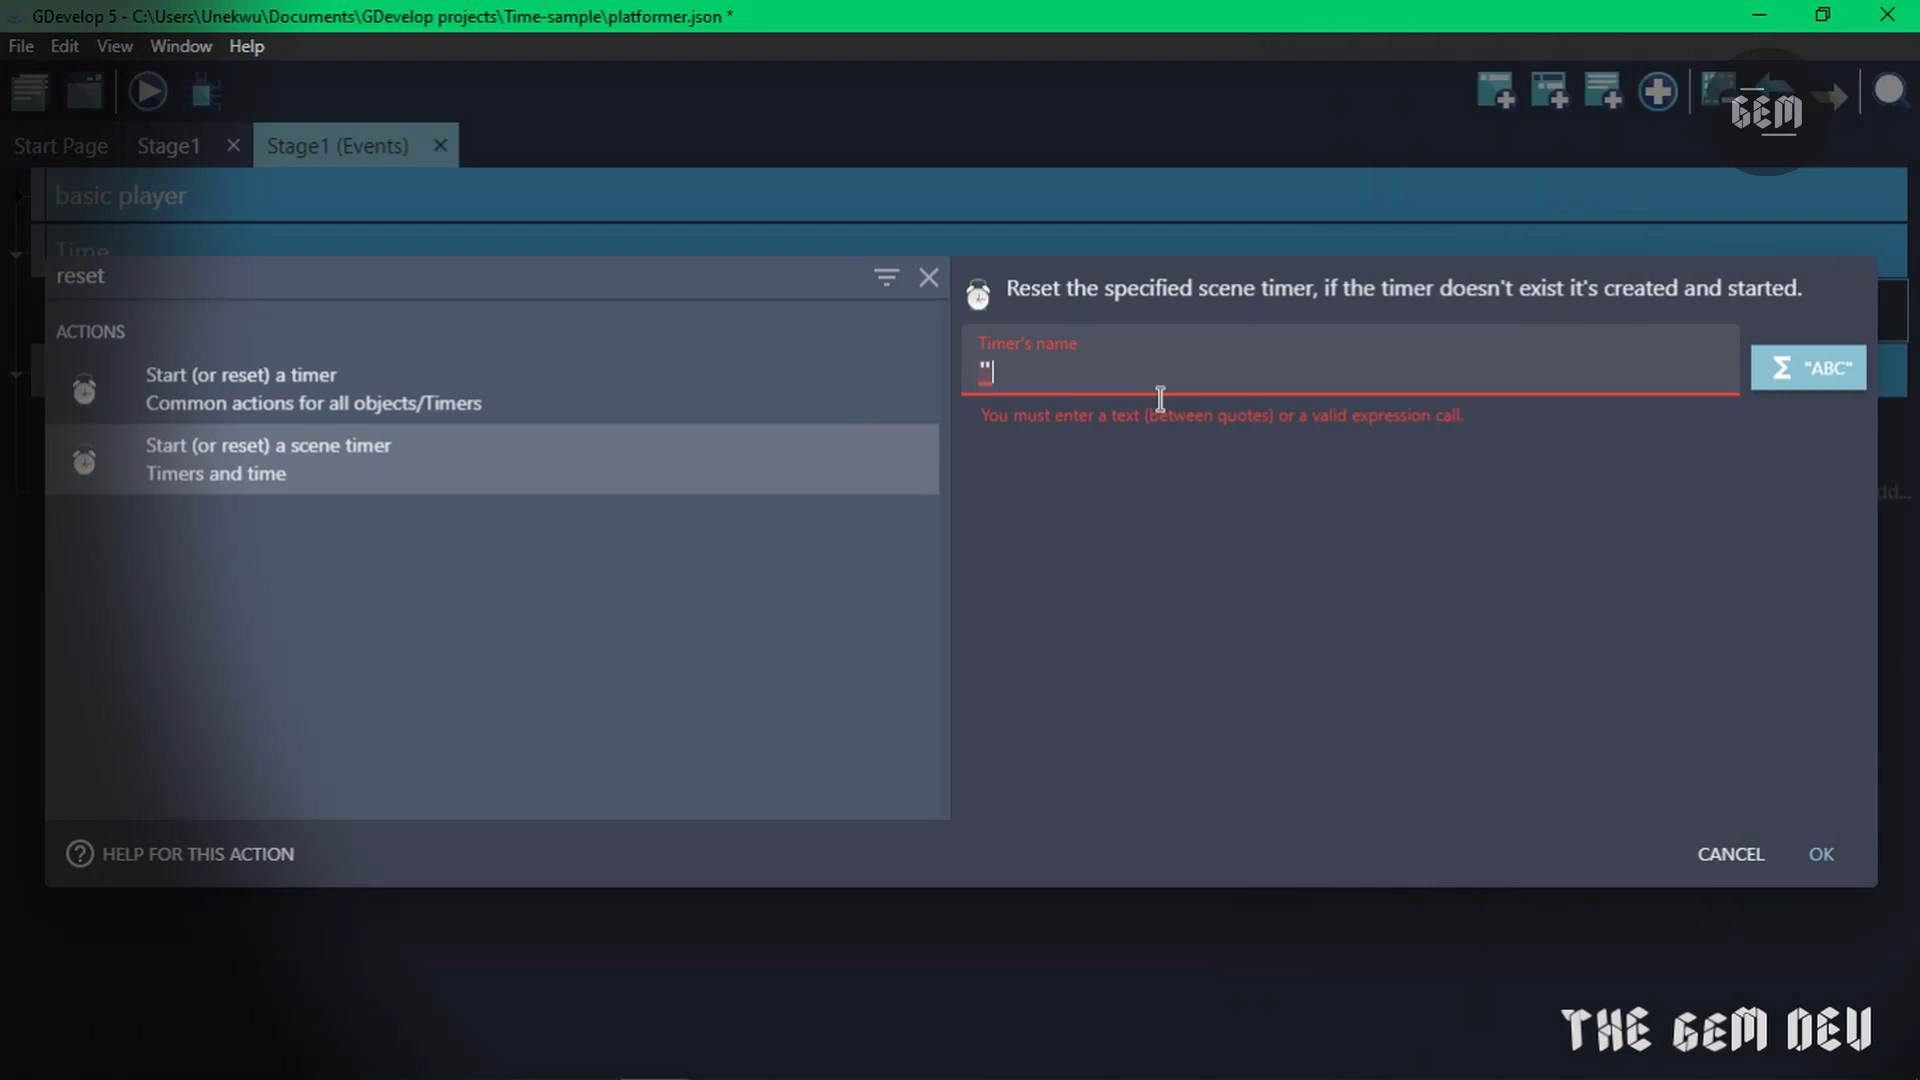 GDevelop 5 - C:\Users\Unekwu\Documents\GDevelop projects\Time-sample\platformer.json *
File Edit View Window Help
GEM
Start Page Stage1 Stage1 (Events)
basic player
Time
reset
ACTIONS
Start (or reset) a timer
Common actions for all objects/Timers
Start (or reset) a scene timer
Timers and time
Reset the specified scene timer, if the timer doesn't exist it's created and started.
Timer's name
"
Σ "ABC"
You must enter a text (between quotes) or a valid expression call.
dd...
? HELP FOR THIS ACTION
CANCEL OK
THE GEM DEV